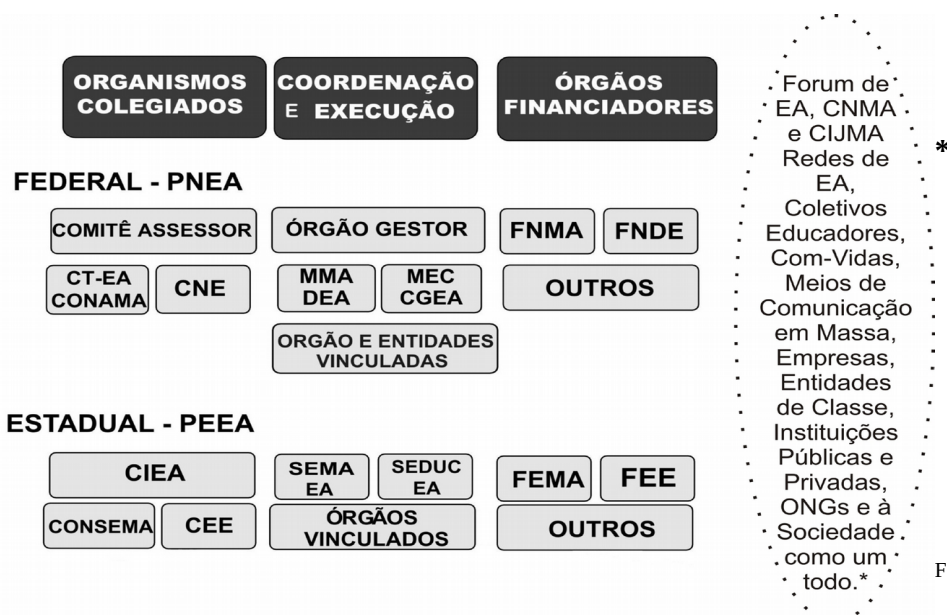 ORGANISMOS
COLEGIADOS
COORDENAÇÃO
E EXECUÇÃO
ÓRGÃOS
FINANCIADORES
FEDERAL - PNEA
COMITÊ ASSESSOR
ÓRGÃO GESTOR
FNMA
FNDE
CT-EA
CONAMA
CNE
MMA
DEA
MEC
CGEA
OUTROS
ORGÃO E ENTIDADES
VINCULADAS
ESTADUAL - PEEA
CIEA
SEMA
EA
SEDUC
EA
FEMA
FEE
CONSEMA
CEE
ÓRGÃOS
VINCULADOS
OUTROS
Forum de
EA, CNMA
e CIJMA
Redes de
EA,
Coletivos
Educadores,
Com-Vidas,
Meios de
Comunicação
em Massa,
Empresas,
Entidades
de Classe,
Instituições
Públicas e
Privadas,
ONGs e à
Sociedade
como um
todo.*
*
F